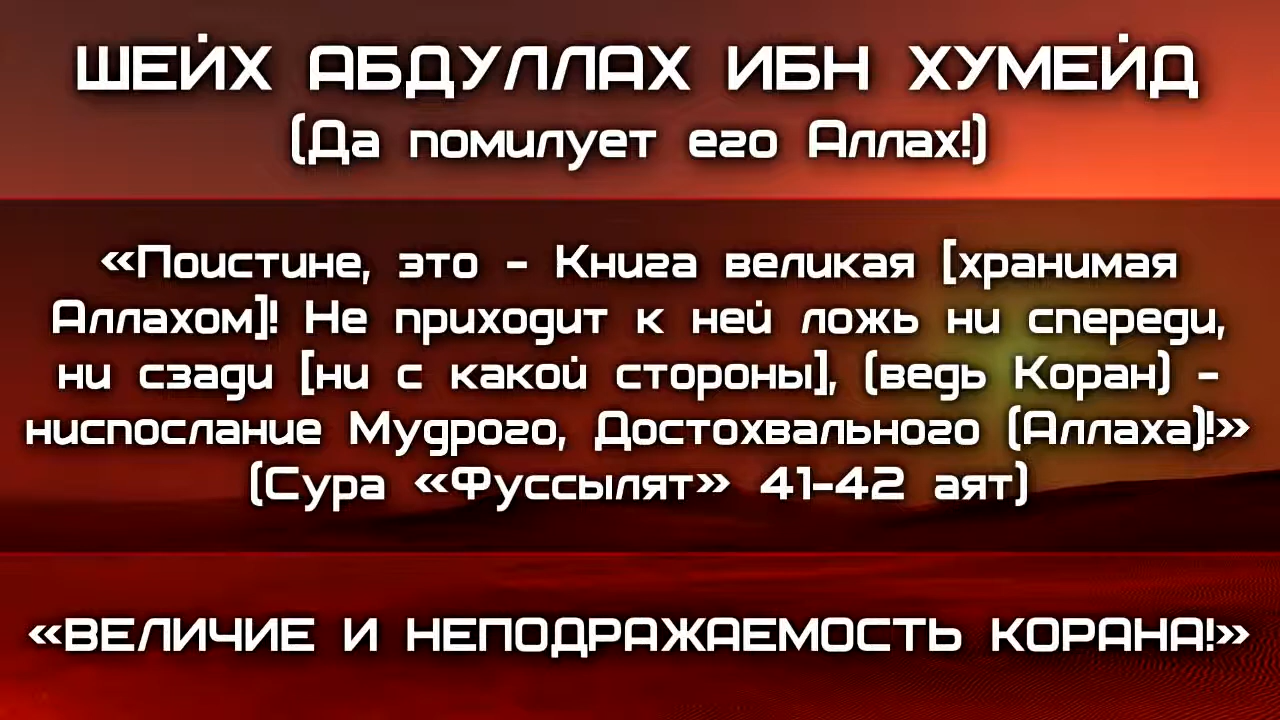 ШЕЙХ АБДУЛЛАХ ИБН ХУМЕЙД
(Да помилует его Аллах!)
«Поистине, это - Книга великая [хранимая
Аллахом]! Не приходит к ней ложь ни спереди,
ни сзади [ни с какой стороны], (ведь Коран) -
ниспослание Мудрого, Достохвального (Аллаха)!»
(Сура «Фуссылят» 41-42 аят)
«ВЕЛИЧИЕ И НЕПОДРАЖАЕМОСТЬ КОРАНА!»